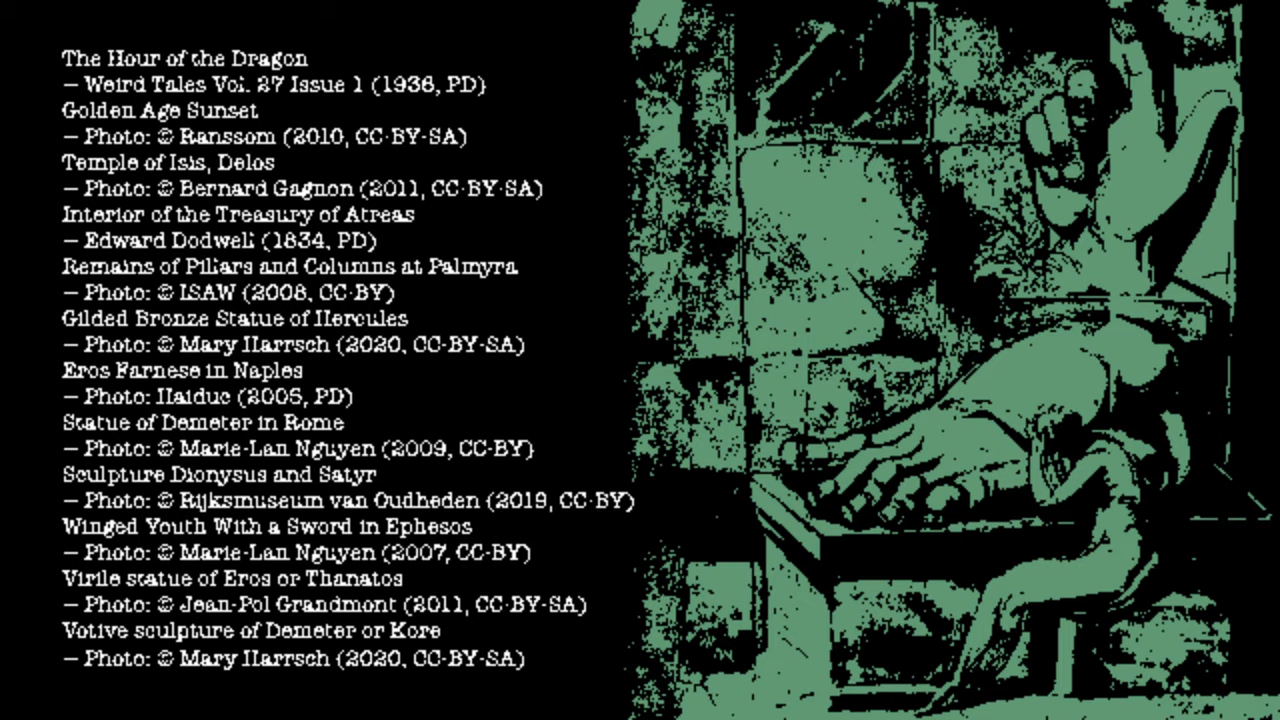 The Hour of the Dragon
— Weird Tales Vol. 27 Issue 1 (1936, PD)
Golden Age Sunset
— Photo: © Ranssom (2010, CC-BY-SA)
Temple of Isis, Delos
— Photo: © Bernard Gagnon (2011, CC-BY-SA)
Interior of the Treasury of Atreas
— Edward Dodwell (1834, PD)
Remains of Pillars and Columns at Palmyra
— Photo: © ISAW (2008, CC-BY)
Gilded Bronze Statue of Hercules
— Photo: © Mary Harrsch (2020, CC-BY-SA)
Eros Farnese in Naples
— Photo: Haiduc (2005, PD)
Statue of Demeter in Rome
— Photo: © Marie-Lan Nguyen (2009, CC-BY)
Sculpture Dionysus and Satyr
— Photo: © Rijksmuseum van Oudheden (2019, CC-BY)
Winged Youth With a Sword in Ephesos
— Photo: © Marie-Lan Nguyen (2007, CC-BY)
Virile statue of Eros or Thanatos
— Photo: © Jean-Pol Grandmont (2011, CC-BY-SA)
Votive sculpture of Demeter or Kore
— Photo: © Mary Harrsch (2020, CC-BY-SA)